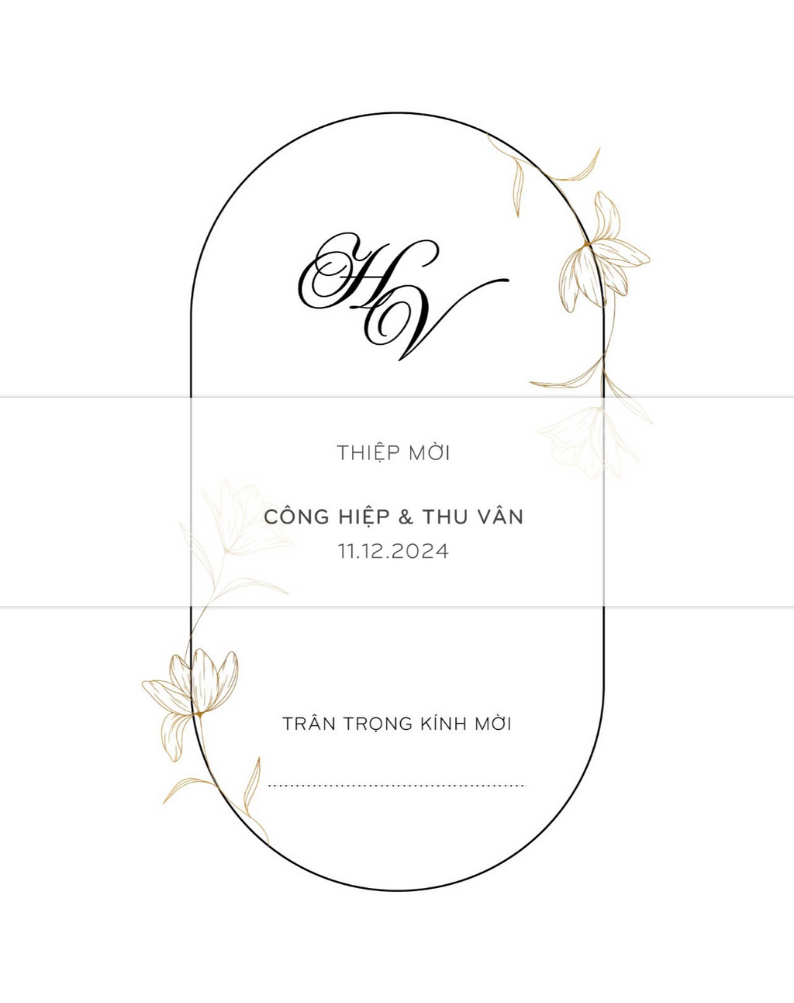 HV
THIỆP MỜI
CÔNG HIỆP & THU VÂN
11.12.2024
TRÂN TRỌNG KÍNH MỜI